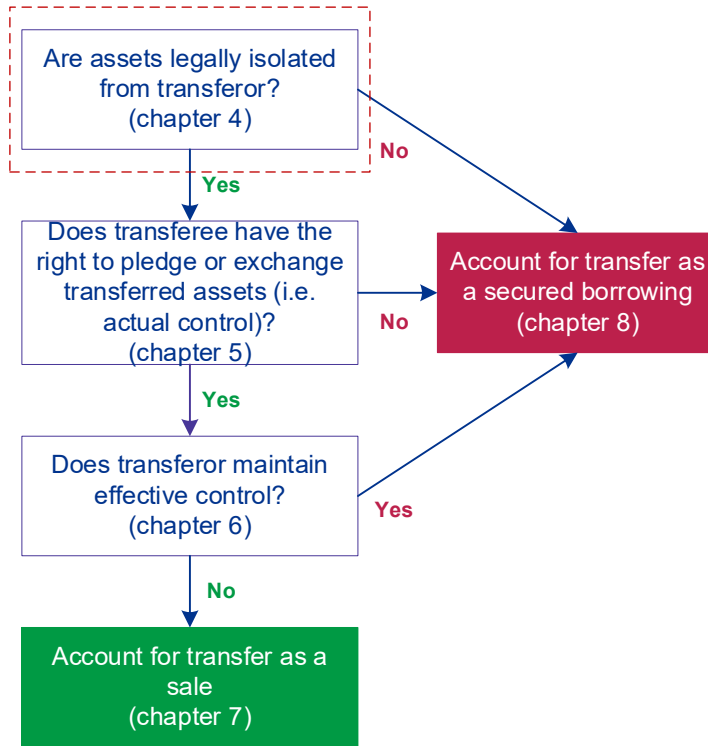 Are assets legally isolated
from transferor?
(chapter 4)
No
Yes
Does transferee have the
right to pledge or exchange
transferred assets (i.e.
actual control)?
(chapter 5)
No
Account for transfer as
a secured borrowing
(chapter 8)
Yes
Does transferor maintain
effective control?
(chapter 6)
Yes
No
Account for transfer as a
sale
(chapter 7)